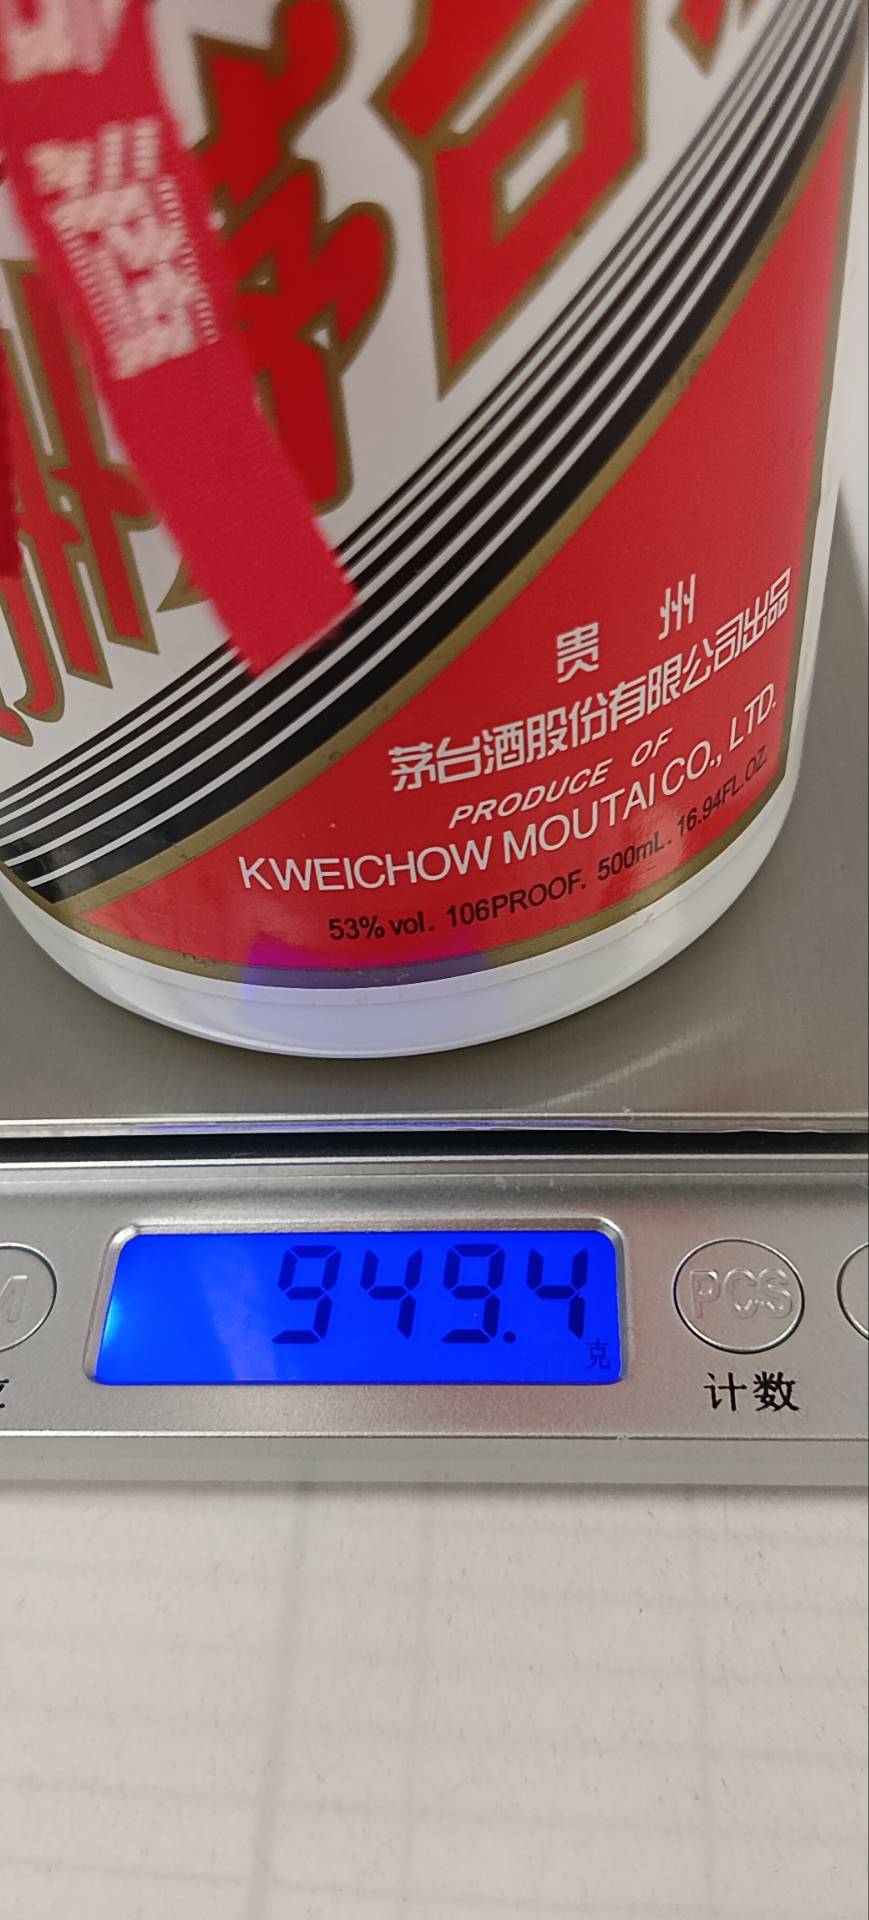 贵州
茅台酒股份有限公司出品
PRODUCE OF
KWEICHOW MOUTAI CO., LTD.
53% vol. 106PROOF. 500mL. 16.94FL.OZ
949.4
克
PCS
计数